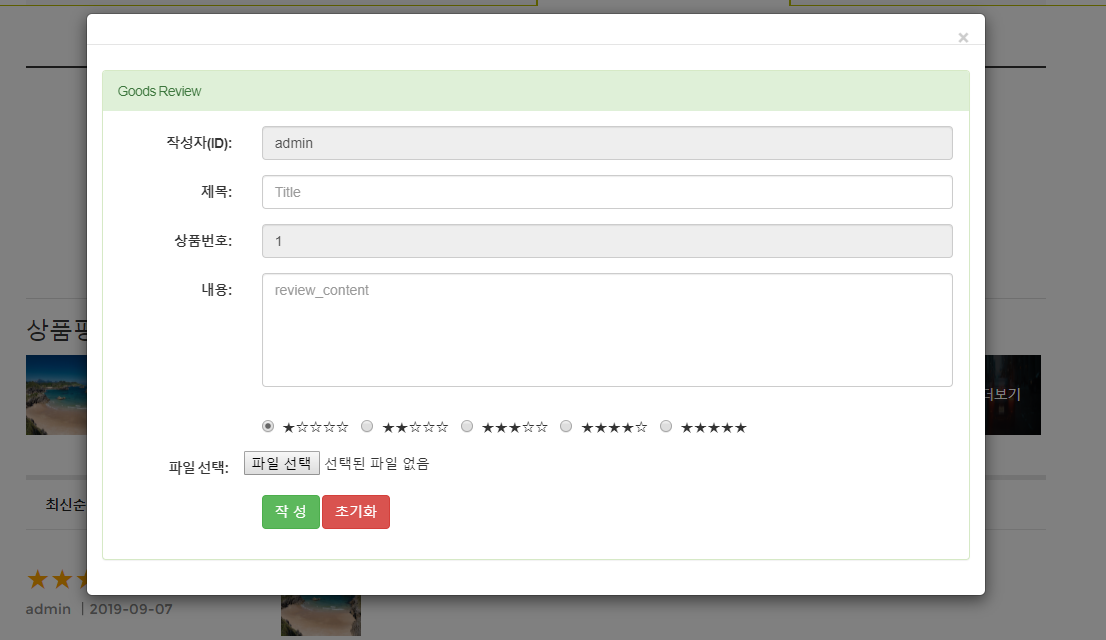 ×
Goods Review
작성자(ID): admin
제목: Title
상품번호: 1
내용: review_content
★☆☆☆☆ ★★☆☆☆ ★★★☆☆ ★★★★☆ ★★★★★
파일 선택: 파일 선택 선택된 파일 없음
작 성 초기화
상품평
더보기
최신순
★★★
admin | 2019-09-07